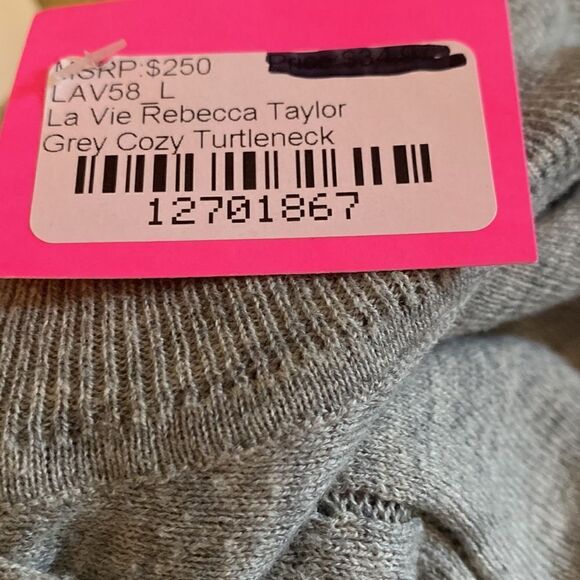 MSRP:$250
LAV58_L
La Vie Rebecca Taylor
Grey Cozy Turtleneck
12701867